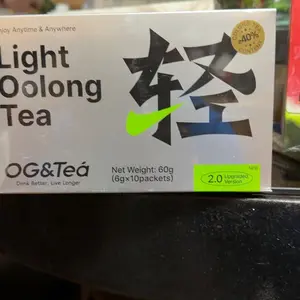 joy Anytime & Anywhere
Light
Oolong
Tea
轻
-40%
OG&Teá
Drink Better, Live Longer
Net Weight: 60g
(6g×10packets)
2.0 Upgraded
Version